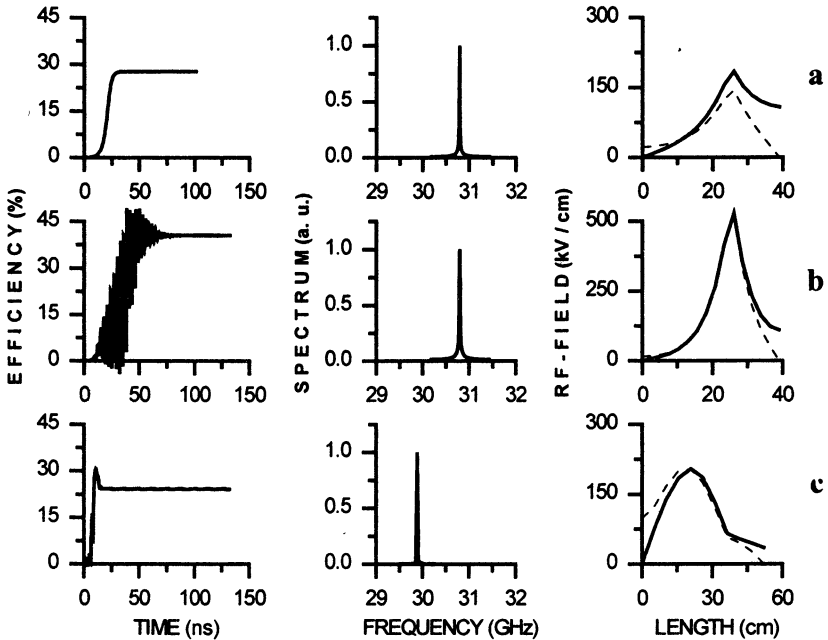 45
30
15
0
0 50 100 150
1.0
0.5
0.0
29 30 31 32
300
150
0
0 20 40
a
45
30
15
0
0 50 100 150
1.0
0.5
0.0
29 30 31 32
500
250
0
0 20 40
b
45
30
15
0
0 50 100 150
1.0
0.5
0.0
29 30 31 32
300
150
0
0 30 60
c
EFFICIENCY (%)
SPECTRUM (a. u.)
RF-FIELD (kV / cm)
TIME (ns)
FREQUENCY (GHz)
LENGTH (cm)